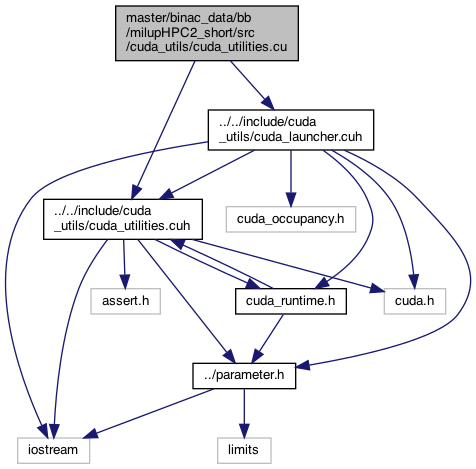 master/binac_data/bb
/milupHPC2_short/src
/cuda_utils/cuda_utilities.cu
../../include/cuda
_utils/cuda_launcher.cuh
../../include/cuda
_utils/cuda_utilities.cuh
cuda_occupancy.h
assert.h
cuda_runtime.h
cuda.h
../parameter.h
iostream
limits